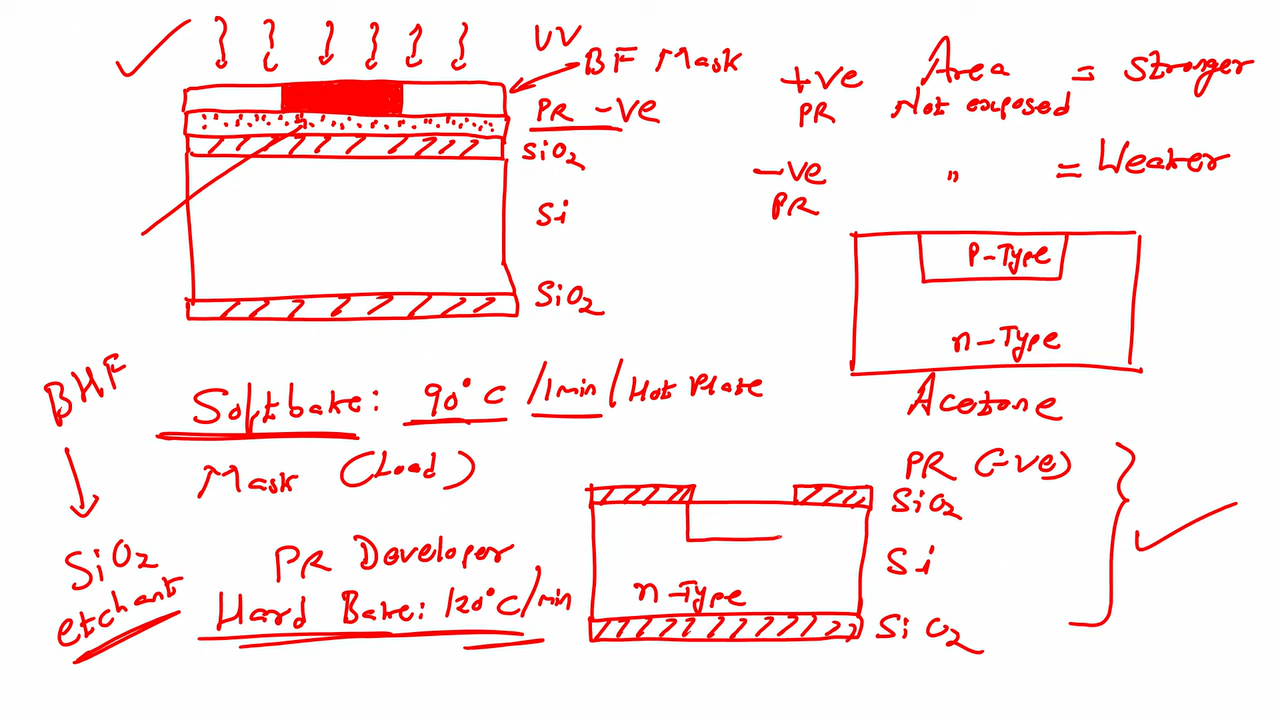 UV
BF Mask
PR -ve
SiO2
Si
SiO2
+ve Area = Stronger
PR Not exposed
-ve " = Weaker
PR
P-Type
n-Type
BHF
Softbake: 90°C /1min/Hot Plate
Acetone
Mask (Load)
PR (-ve)
SiO2
SiO2
etchant
PR Developer
Si
Hard Bake: 120°C/min
n-Type
SiO2